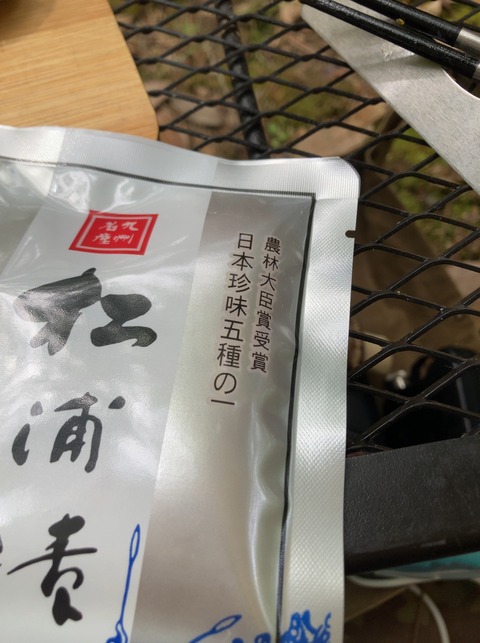 農林大臣賞受賞
日本珍味五種の一
九州
名産
松浦漬